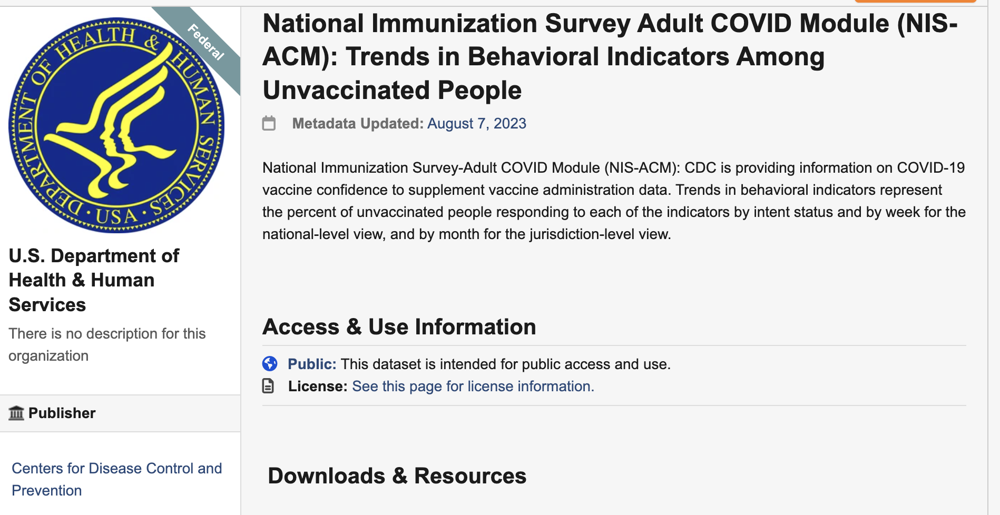 DEPARTMENT OF HEALTH & HUMAN SERVICES · USA ·
Federal
U.S. Department of
Health & Human
Services
There is no description for this
organization
Publisher
Centers for Disease Control and
Prevention
National Immunization Survey Adult COVID Module (NIS-
ACM): Trends in Behavioral Indicators Among
Unvaccinated People
Metadata Updated: August 7, 2023
National Immunization Survey-Adult COVID Module (NIS-ACM): CDC is providing information on COVID-19
vaccine confidence to supplement vaccine administration data. Trends in behavioral indicators represent
the percent of unvaccinated people responding to each of the indicators by intent status and by week for the
national-level view, and by month for the jurisdiction-level view.
Access & Use Information
Public: This dataset is intended for public access and use.
License: See this page for license information.
Downloads & Resources